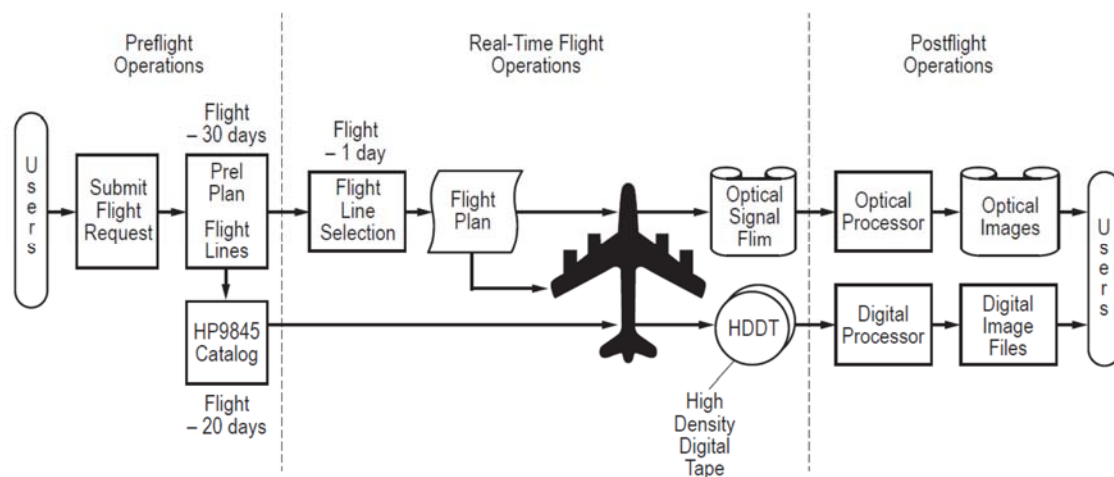 Preflight
Operations
Real-Time Flight
Operations
Postflight
Operations
Users
Submit
Flight
Request
Flight
– 30 days
Prel
Plan
Flight
Lines
HP9845
Catalog
Flight
– 20 days
Flight
– 1 day
Flight
Line
Selection
Flight
Plan
Optical
Signal
Flim
HDDT
High
Density
Digital
Tape
Optical
Processor
Optical
Images
Digital
Processor
Digital
Image
Files
Users